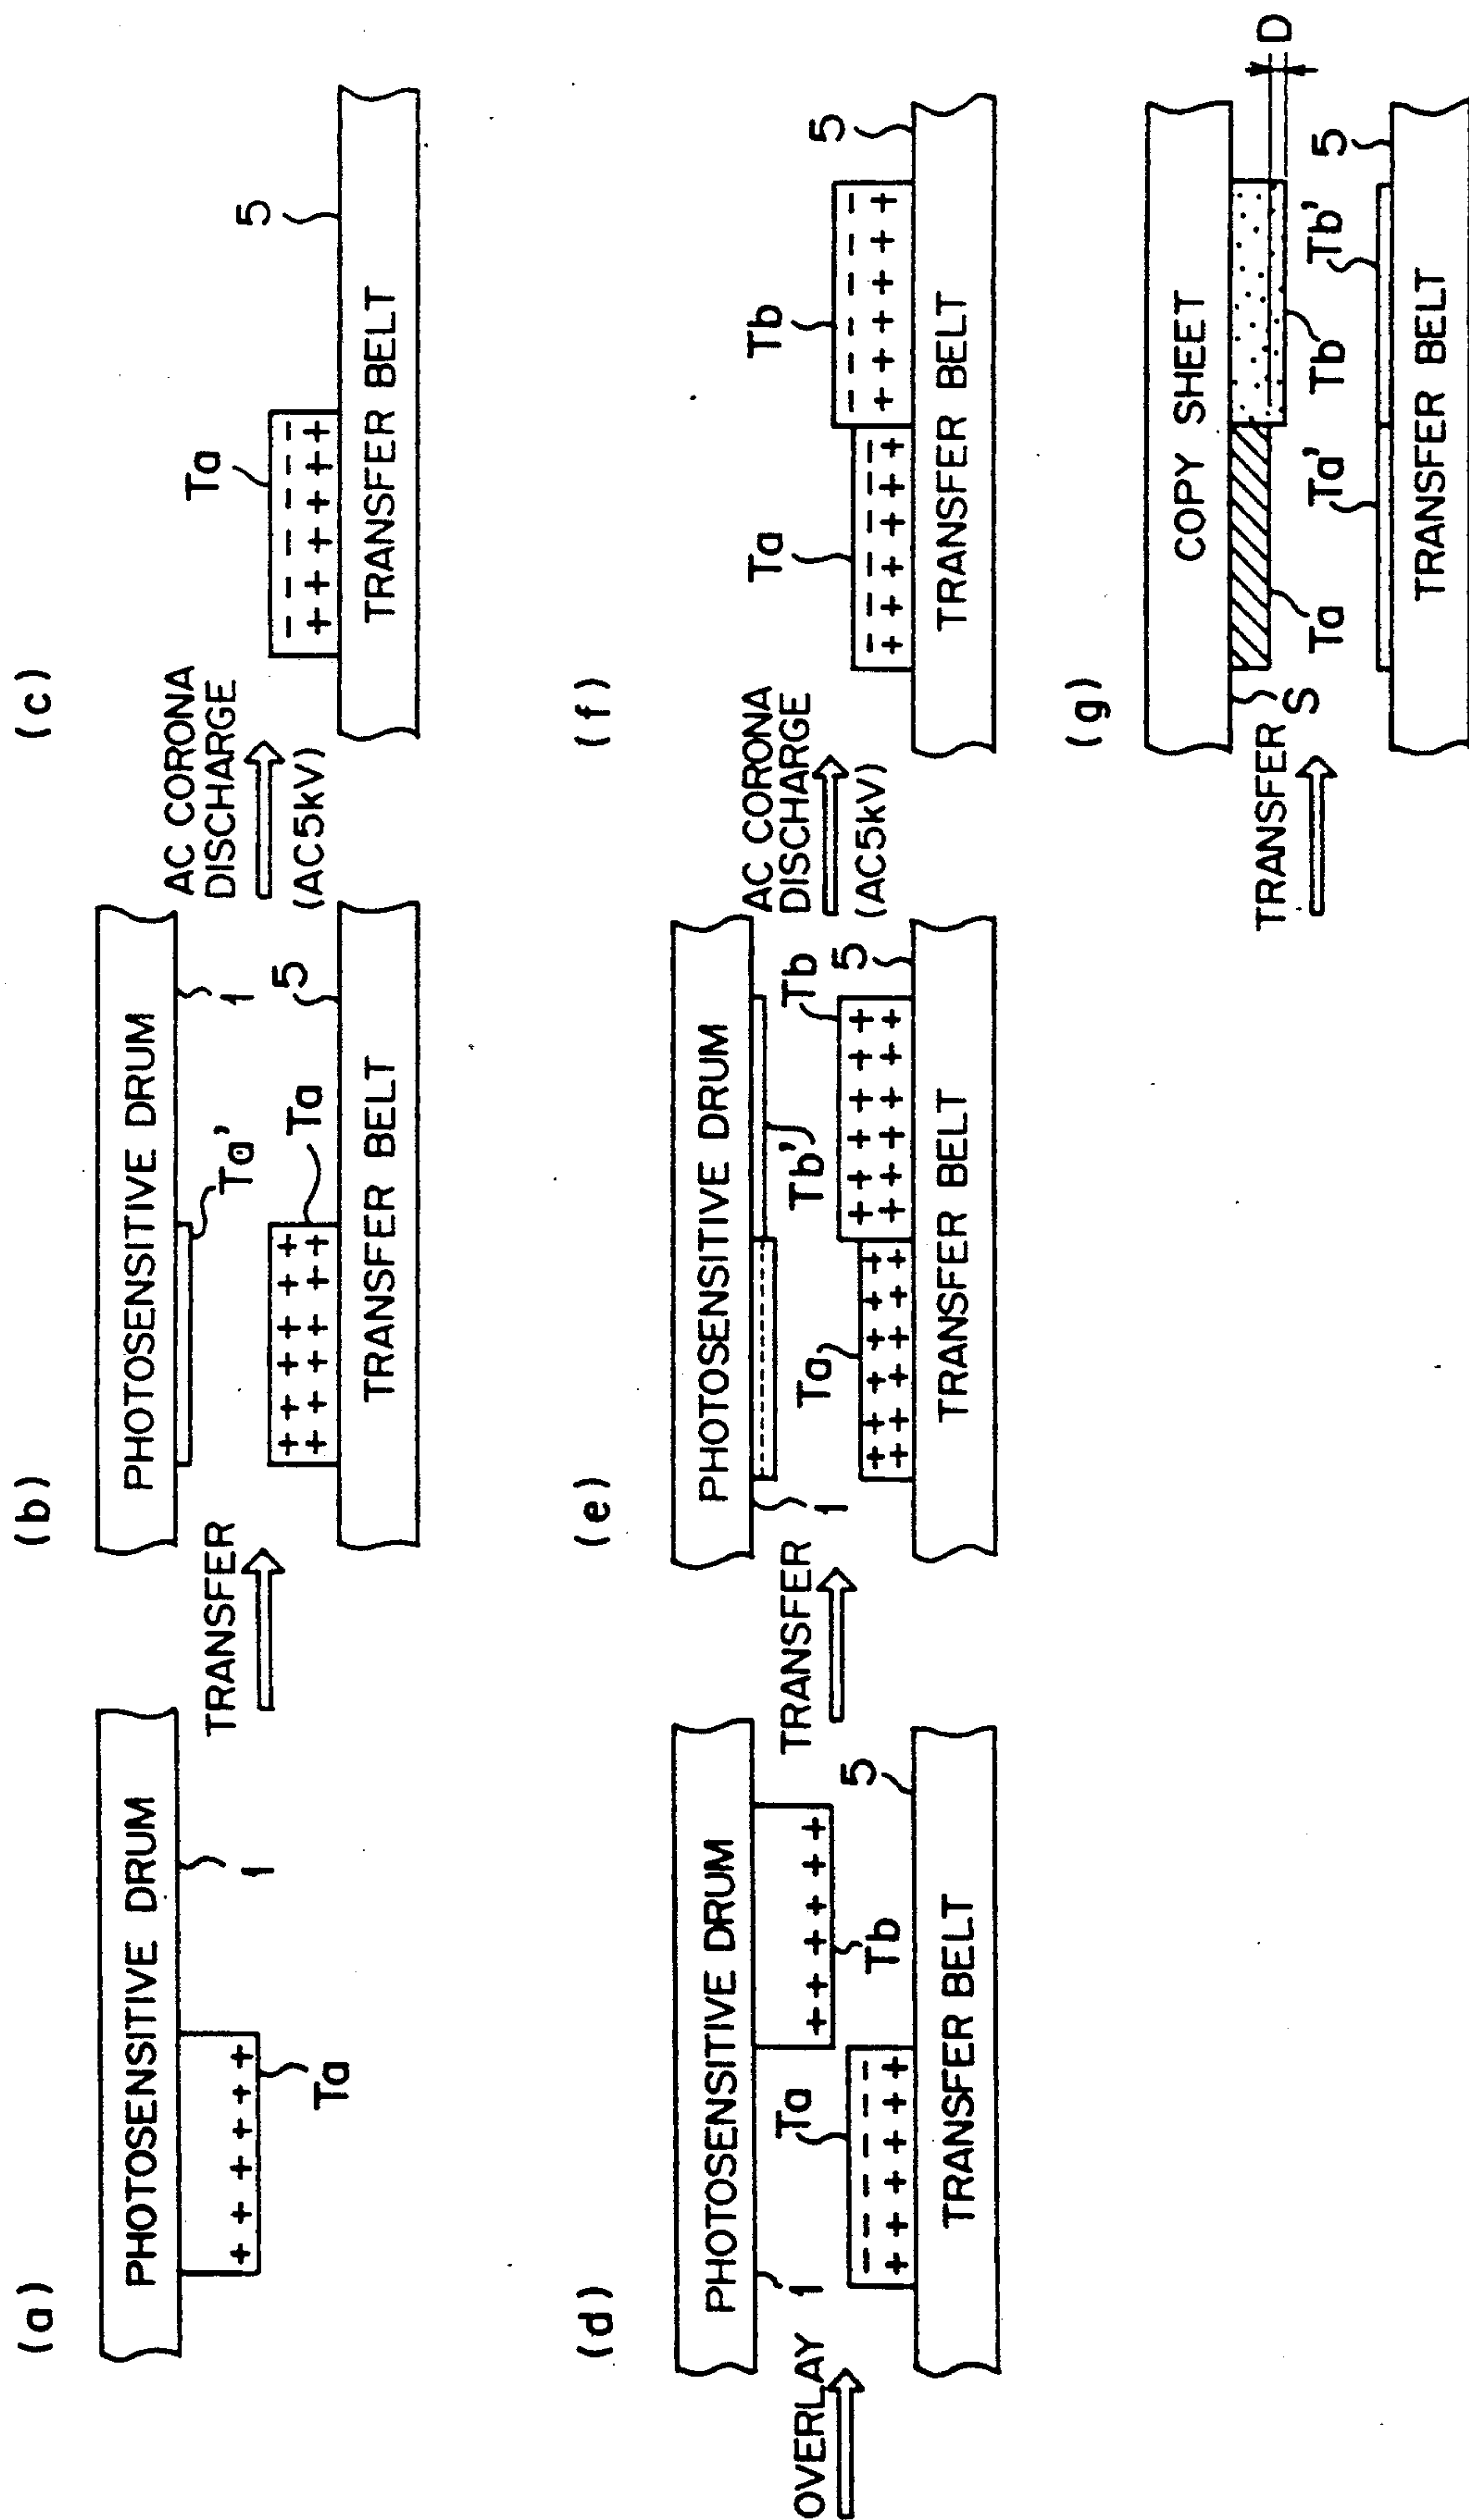 (a)
PHOTOSENSITIVE DRUM
1
+ + + + + +
Ta
TRANSFER
(b)
PHOTOSENSITIVE DRUM
1
Ta'
Ta
5
+ + + + + +
+ + + + + +
TRANSFER BELT
AC CORONA
DISCHARGE
(AC5kV)
(c)
Ta
5
− − − − − −
+ + + + + +
TRANSFER BELT
OVERLAY
(d)
PHOTOSENSITIVE DRUM
1
Ta
+ + + + + +
Tb
5
− − − − − −
+ + + + + +
TRANSFER BELT
TRANSFER
(e)
PHOTOSENSITIVE DRUM
1
Ta
Tb'
Tb
5
+ + + + + +
+ + + + + +
+ + + + + +
+ + + + + +
TRANSFER BELT
AC CORONA
DISCHARGE
(AC5kV)
(f)
Ta
Tb
5
− − − − − −
+ + + + + +
− − − − − −
+ + + + + +
TRANSFER BELT
TRANSFER
(g)
COPY SHEET
S
D
Ta
Ta'
Tb
Tb'
5
TRANSFER BELT